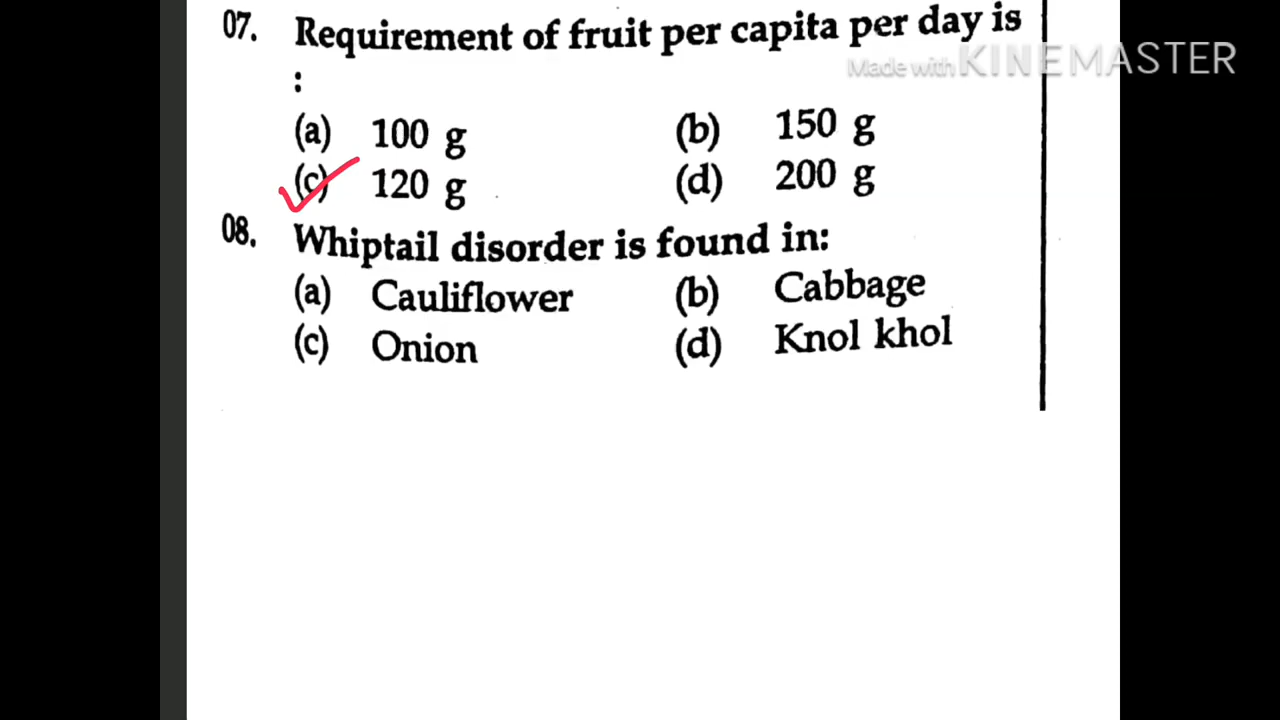 07. Requirement of fruit per capita per day is
:
Made with KINEMASTER
(a) 100 g (b) 150 g
(c) 120 g (d) 200 g
08. Whiptail disorder is found in:
(a) Cauliflower (b) Cabbage
(c) Onion (d) Knol khol